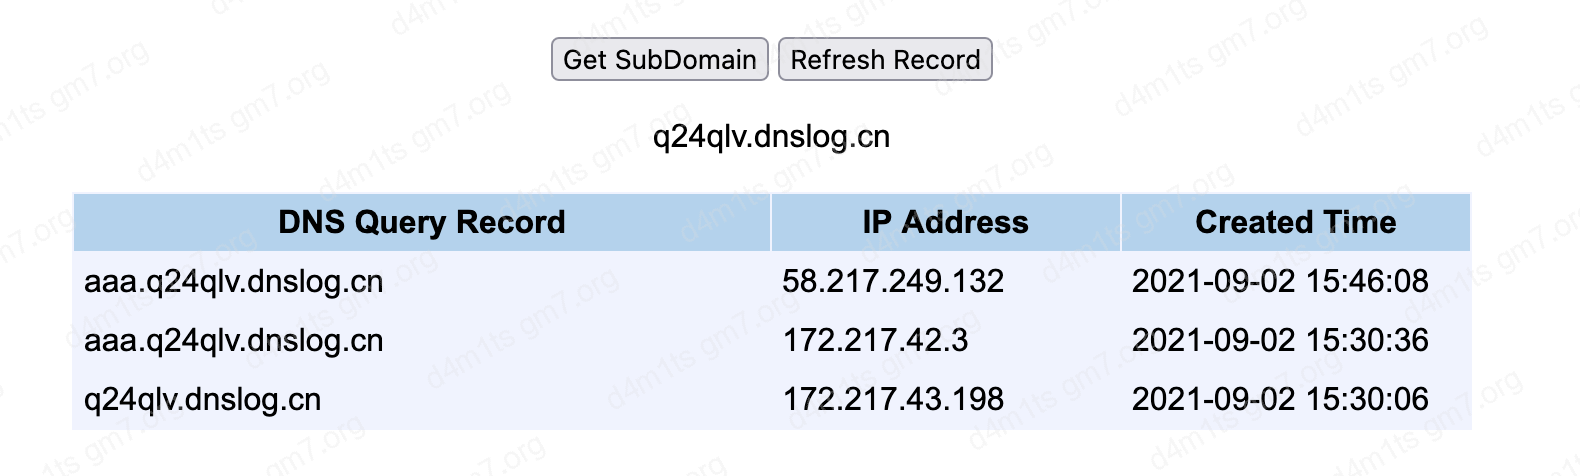 Get SubDomain Refresh Record
q24qlv.dnslog.cn
DNS Query Record IP Address Created Time
aaa.q24qlv.dnslog.cn 58.217.249.132 2021-09-02 15:46:08
aaa.q24qlv.dnslog.cn 172.217.42.3 2021-09-02 15:30:36
q24qlv.dnslog.cn 172.217.43.198 2021-09-02 15:30:06
d4m1ts gm7.org